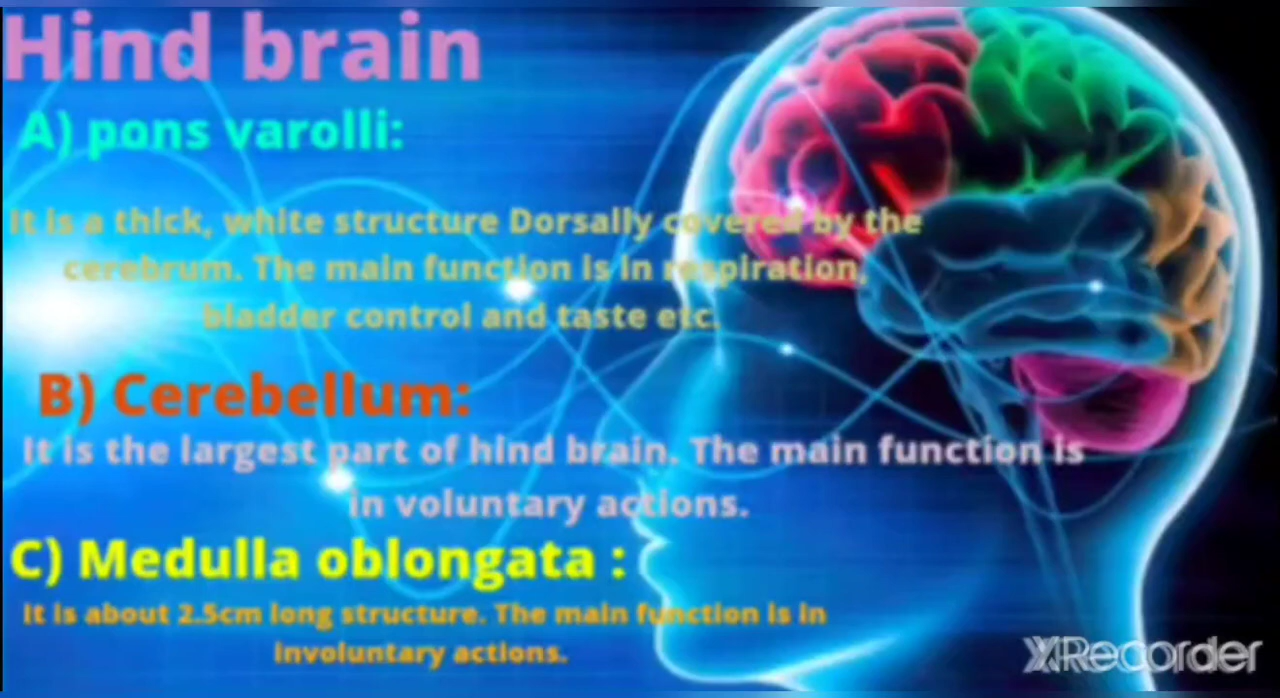 Hind brain
A) pons varolli:
It is a thick, white structure Dorsally covered by the
cerebrum. The main function is in respiration,
bladder control and taste etc.
B) Cerebellum:
It is the largest part of hind brain. The main function is
in voluntary actions.
C) Medulla oblongata :
It is about 2.5cm long structure. The main function is in
involuntary actions.
XRecorder